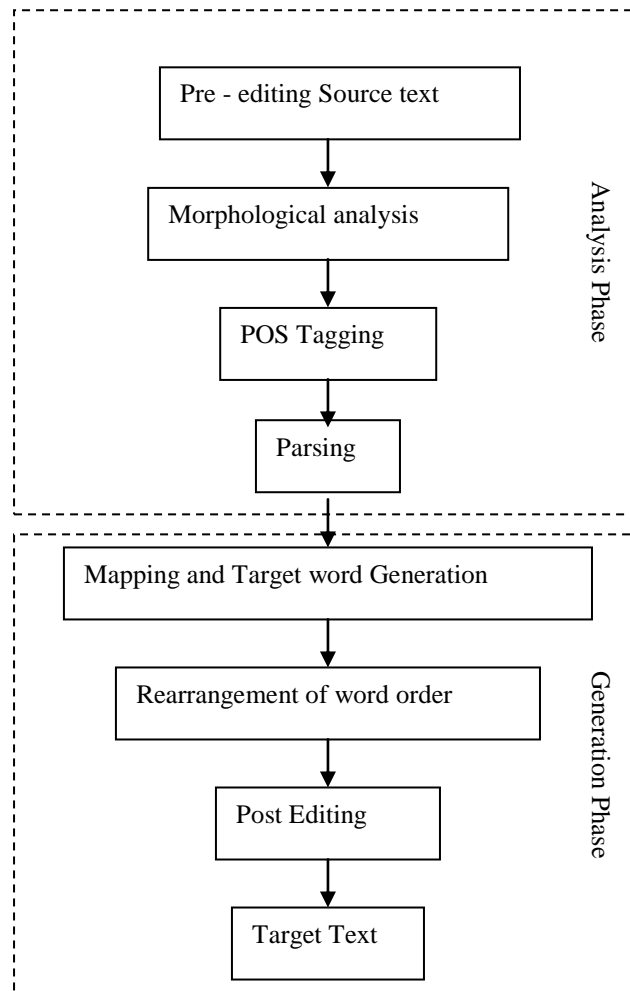 Pre - editing Source text
Morphological analysis
POS Tagging
Parsing
Analysis Phase
Mapping and Target word Generation
Rearrangement of word order
Post Editing
Target Text
Generation Phase